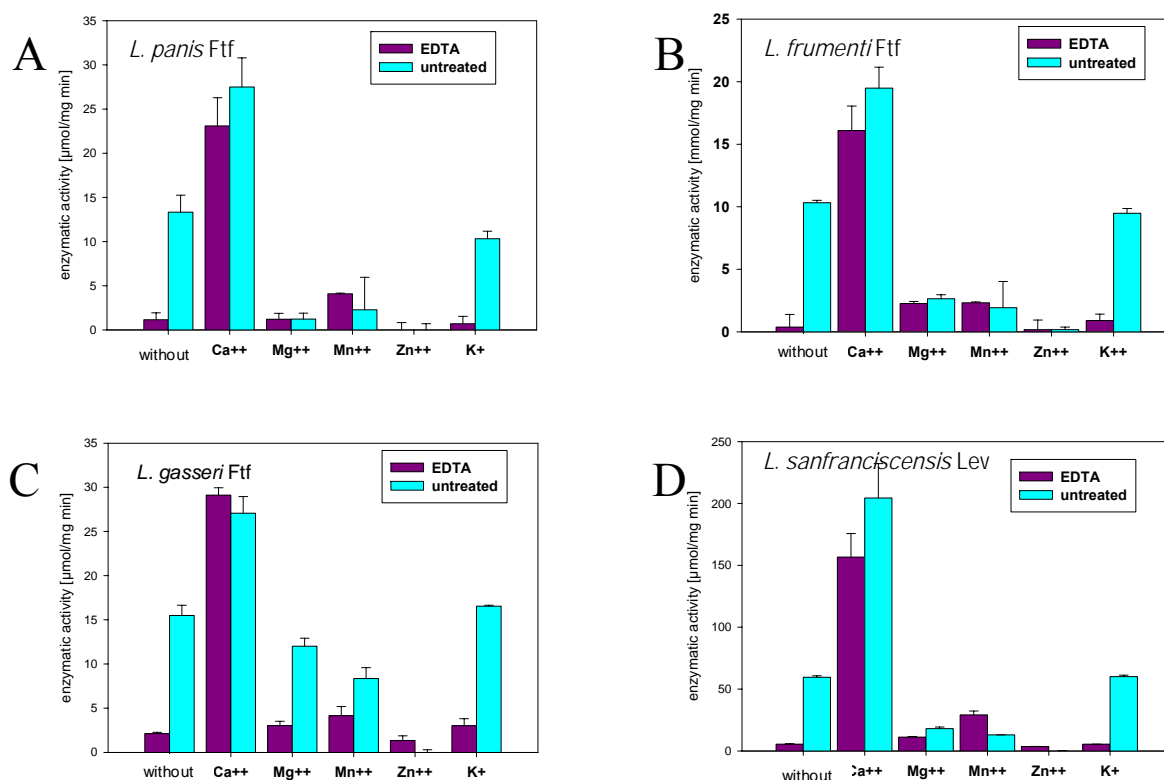 A
L. panis Ftf
EDTA
untreated
enzymatic activity [µmol/mg min]
35
30
25
20
15
10
5
0
without Ca++ Mg++ Mn++ Zn++ K+
B
L. frumenti Ftf
EDTA
untreated
enzymatic activity [mmol/mg min]
25
20
15
10
5
0
without Ca++ Mg++ Mn++ Zn++ K++
C
L. gasseri Ftf
EDTA
untreated
enzymatic activity [µmol/mg min]
35
30
25
20
15
10
5
0
without Ca++ Mg++ Mn++ Zn++ K+
D
L. sanfranciscensis Lev
EDTA
untreated
enzymatic activity [µmol/mg min]
250
200
150
100
50
0
without Ca++ Mg++ Mn++ Zn++ K+